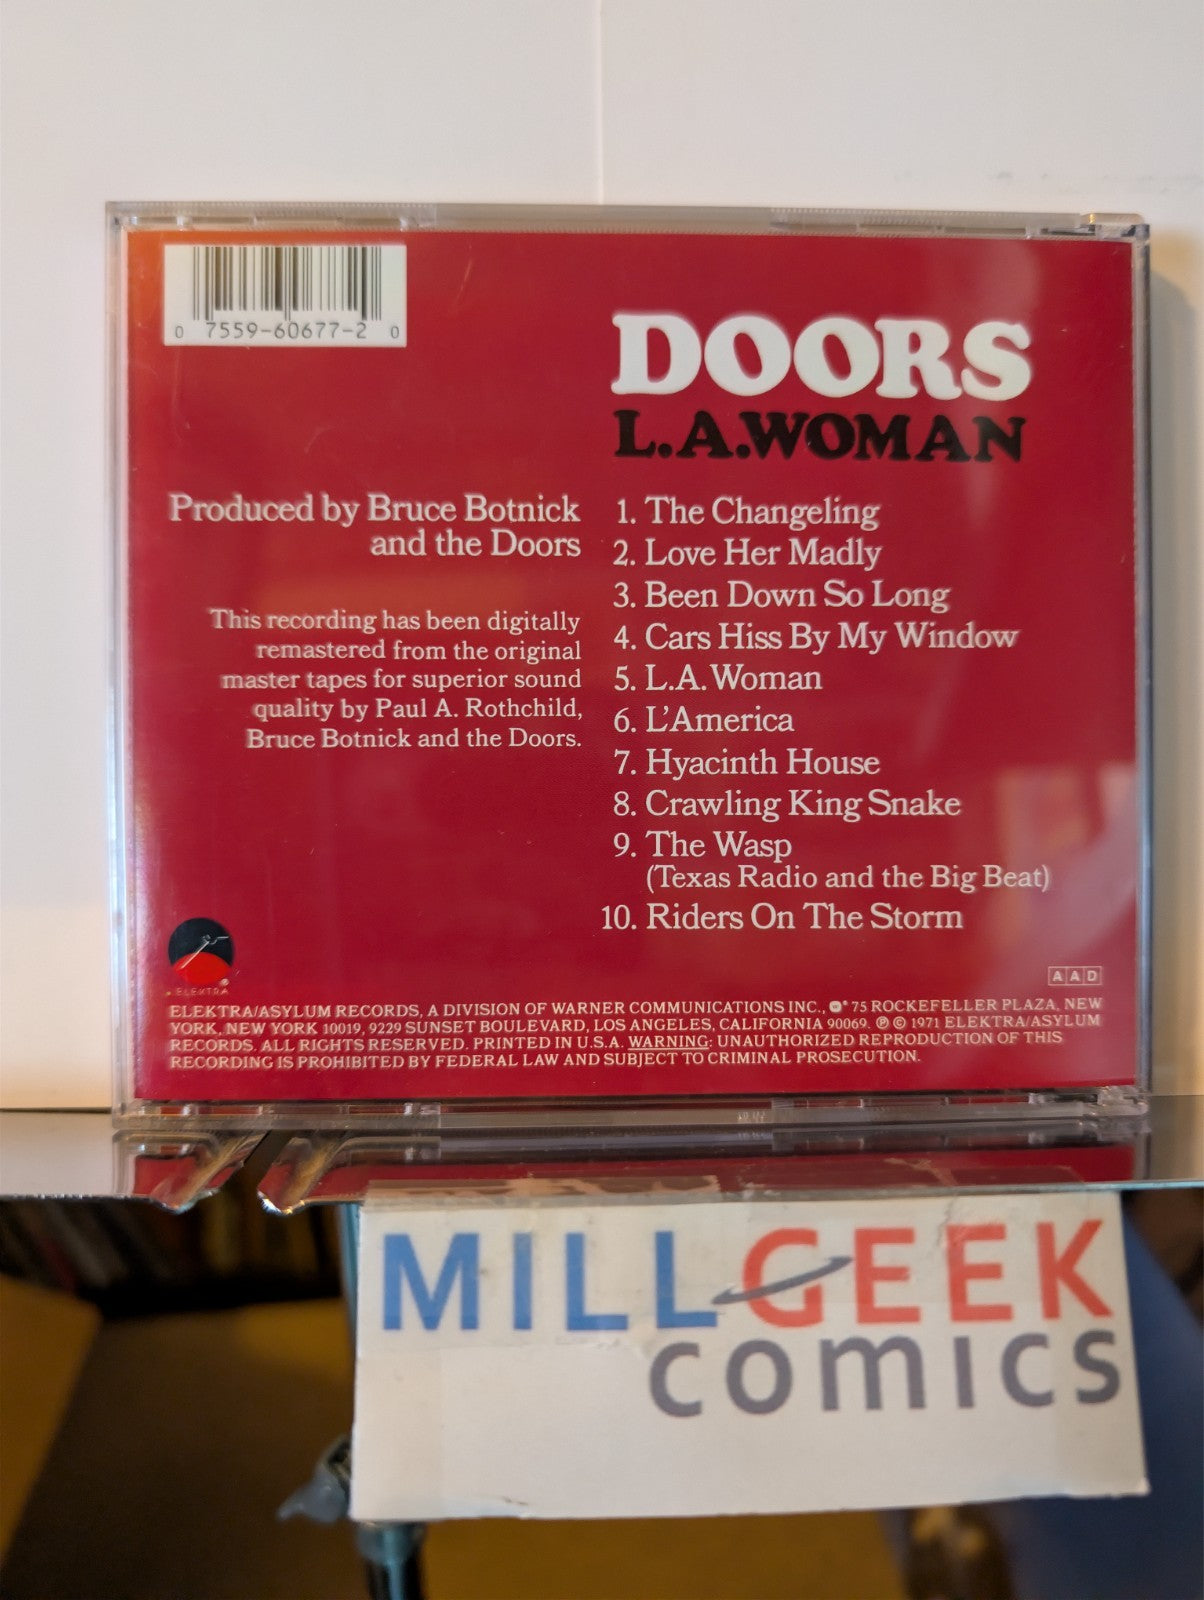 0 7559-60677-2 0
DOORS
L.A.WOMAN
Produced by Bruce Botnick
and the Doors
This recording has been digitally
remastered from the original
master tapes for superior sound
quality by Paul A. Rothchild,
Bruce Botnick and the Doors.
1. The Changeling
2. Love Her Madly
3. Been Down So Long
4. Cars Hiss By My Window
5. L.A. Woman
6. L'America
7. Hyacinth House
8. Crawling King Snake
9. The Wasp
(Texas Radio and the Big Beat)
10. Riders On The Storm
ELEKTRA
®
AAD
ELEKTRA/ASYLUM RECORDS, A DIVISION OF WARNER COMMUNICATIONS INC., ® 75 ROCKEFELLER PLAZA, NEW
YORK, NEW YORK 10019, 9229 SUNSET BOULEVARD, LOS ANGELES, CALIFORNIA 90069. ℗ © 1971 ELEKTRA/ASYLUM
RECORDS. ALL RIGHTS RESERVED. PRINTED IN U.S.A. WARNING: UNAUTHORIZED REPRODUCTION OF THIS
RECORDING IS PROHIBITED BY FEDERAL LAW AND SUBJECT TO CRIMINAL PROSECUTION.
MILLGEEK
comics